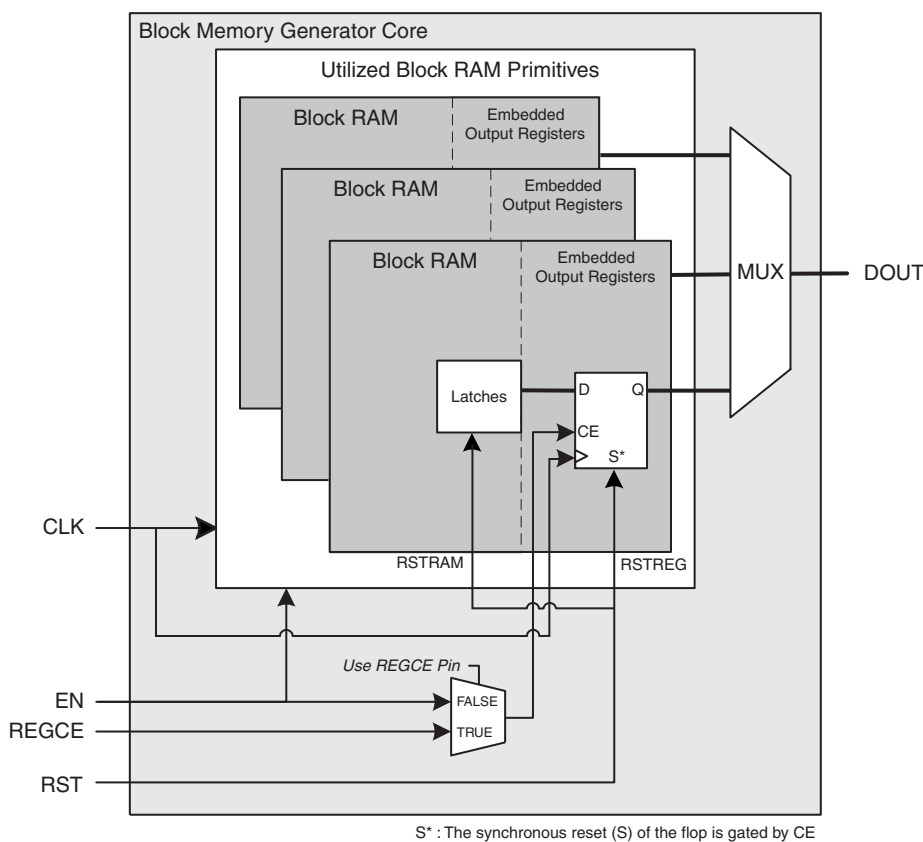 Block Memory Generator Core
Utilized Block RAM Primitives
Block RAM
Embedded
Output Registers
Block RAM
Embedded
Output Registers
Block RAM
Embedded
Output Registers
MUX
DOUT
Latches
D
Q
CE
S*
CLK
RSTRAM
RSTREG
Use REGCE Pin
EN
FALSE
REGCE
TRUE
RST
S* : The synchronous reset (S) of the flop is gated by CE